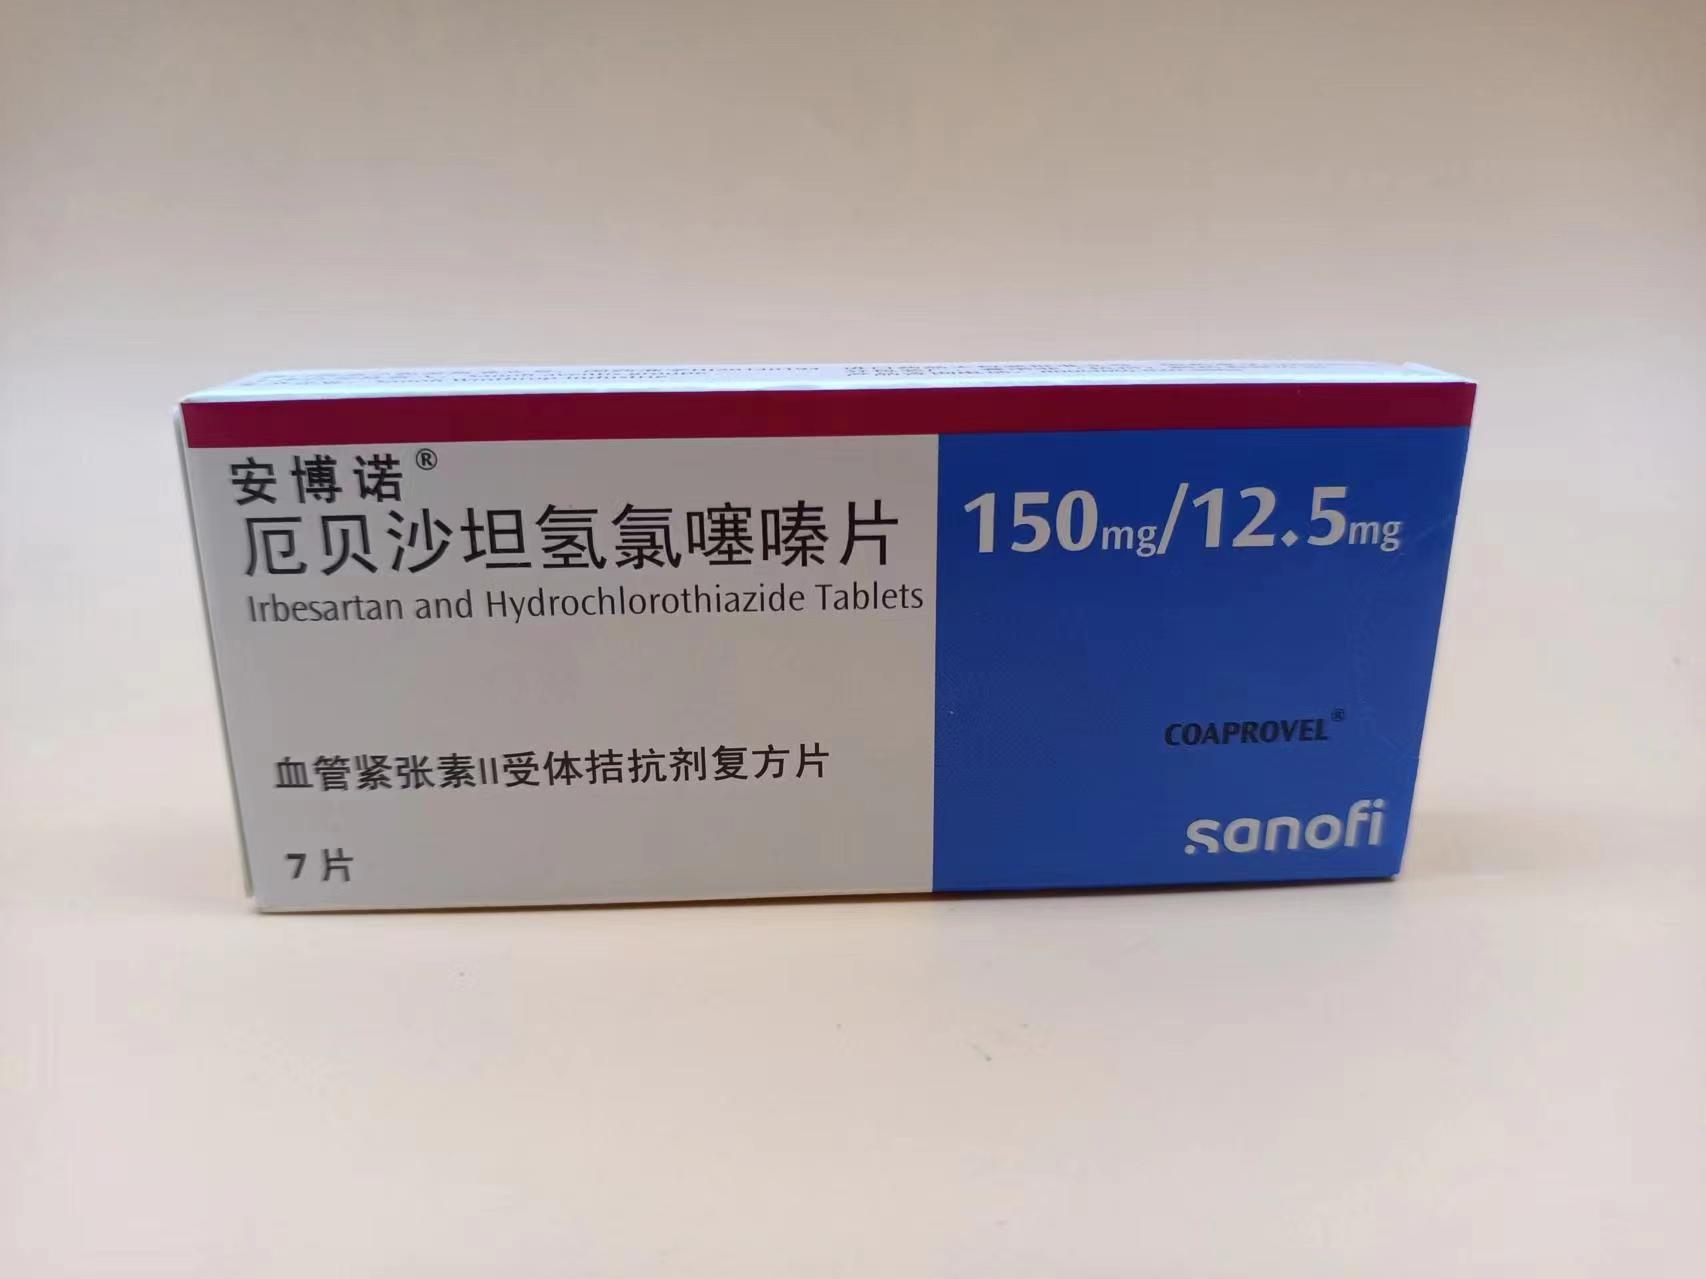 安博诺®
厄贝沙坦氢氯噻嗪片
Irbesartan and Hydrochlorothiazide Tablets
血管紧张素II受体拮抗剂复方片
7 片
150mg/12.5mg
COAPROVEL®
sanofi